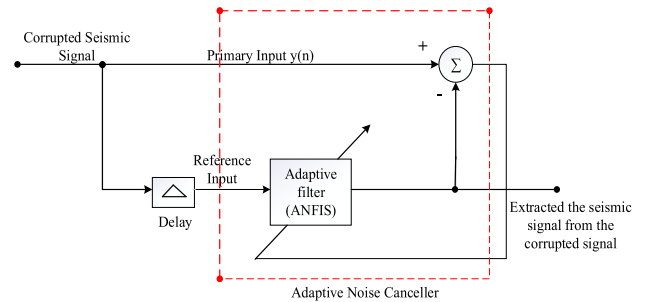 Corrupted Seismic
Signal
Primary Input y(n)
+
Σ
-
Reference
Input
Adaptive
filter
(ANFIS)
Delay
Extracted the seismic
signal from the
corrupted signal
Adaptive Noise Canceller